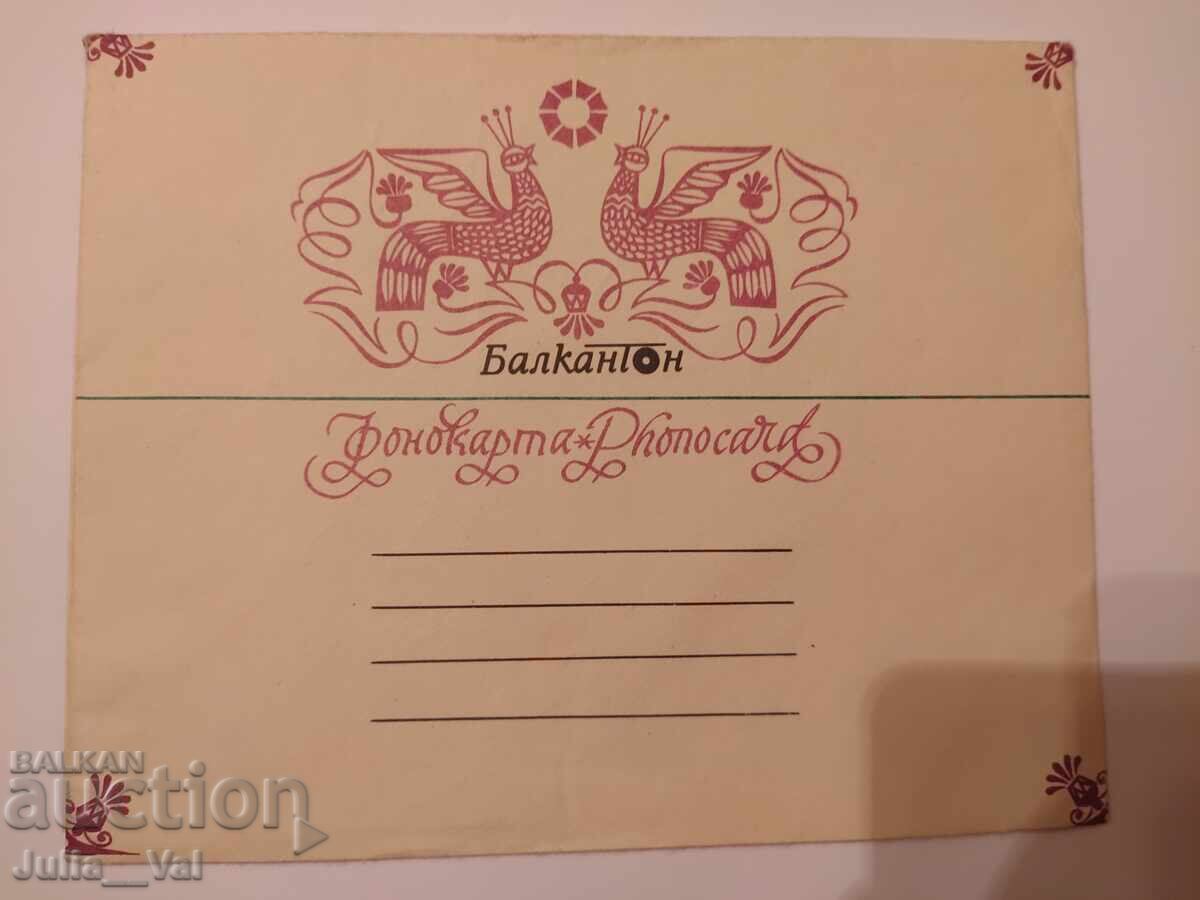 Балкантон
Фонокарта * Phonocard
BALKAN
auction
Julia__Val